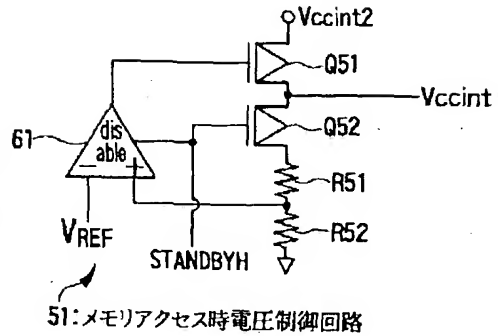 Vccint2
Q51
Vccint
61
dis
able
Q52
− +
R51
VREF
R52
STANDBYH
51:メモリアクセス時電圧制御回路